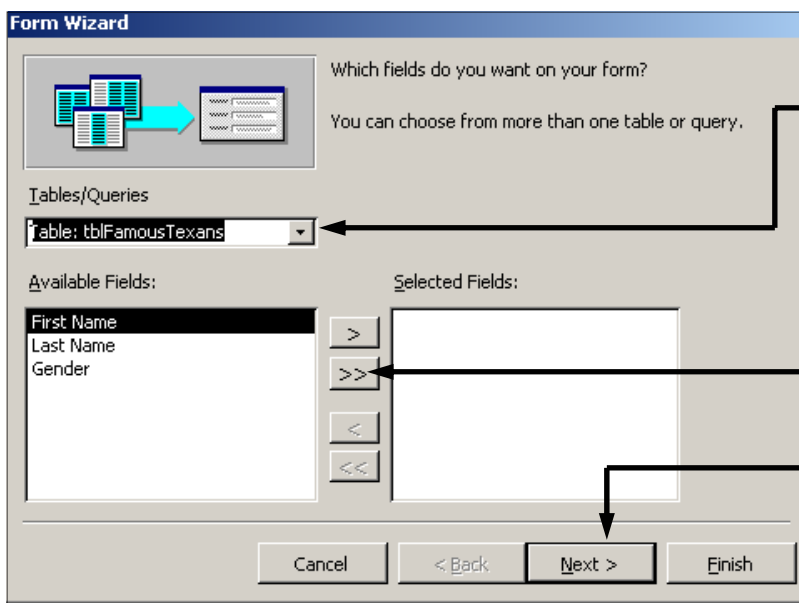 Form Wizard
Which fields do you want on your form?
You can choose from more than one table or query.
Tables/Queries
Table: tblFamousTexans
Available Fields:
Selected Fields:
First Name
Last Name
Gender
>
>>
<
<<
Cancel
< Back
Next >
Finish